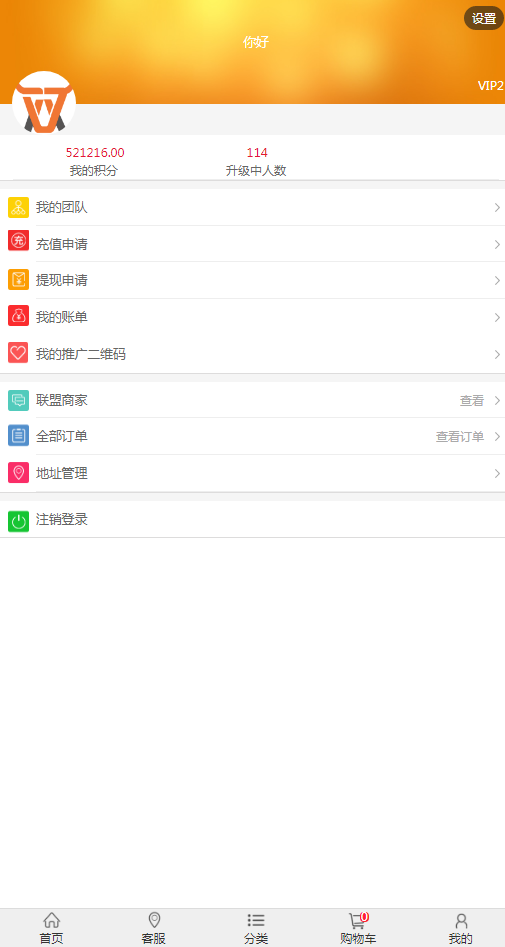 设置
你好
VIP2
521216.00 114
我的积分 升级中人数
我的团队
充 充值申请
提现申请
我的账单
我的推广二维码
联盟商家 查看
全部订单 查看订单
地址管理
注销登录
0
首页 客服 分类 购物车 我的